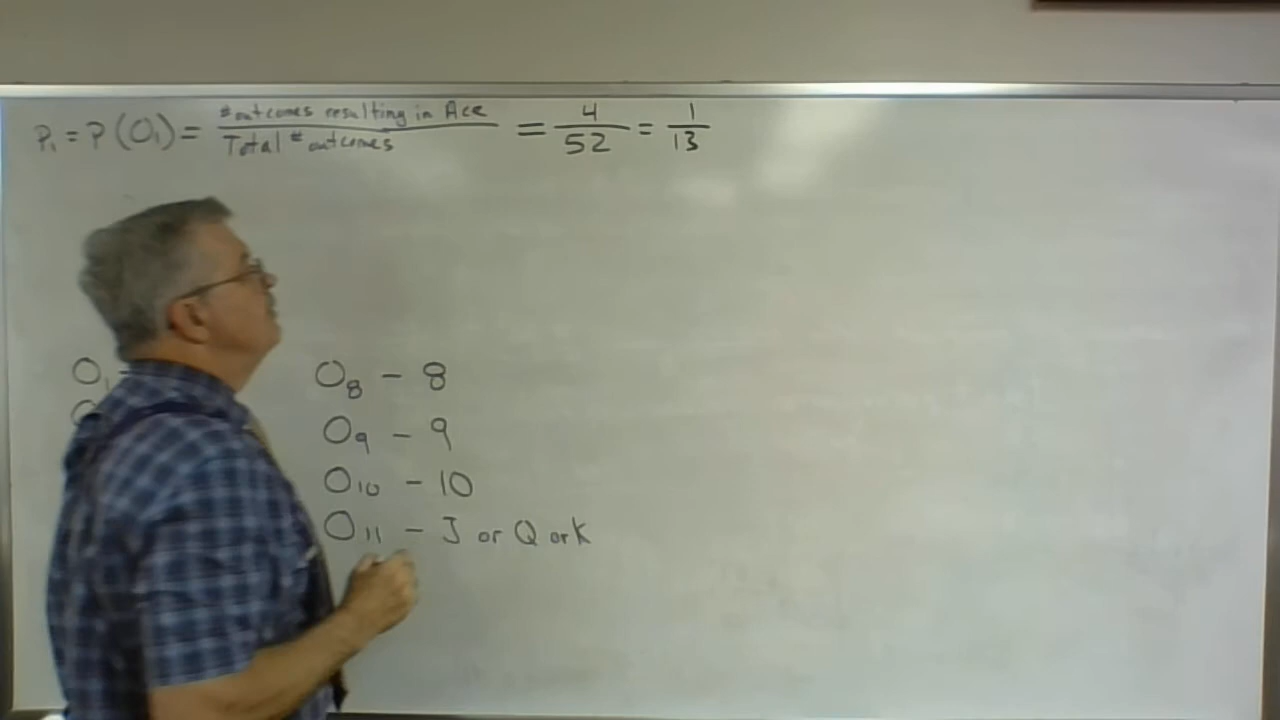 P₁ = P(O₁) = # outcomes resulting in Ace / Total # outcomes = 4/52 = 1/13
O₁ -
O₈ - 8
O₉ - 9
O₁₀ - 10
O₁₁ - J or Q or K